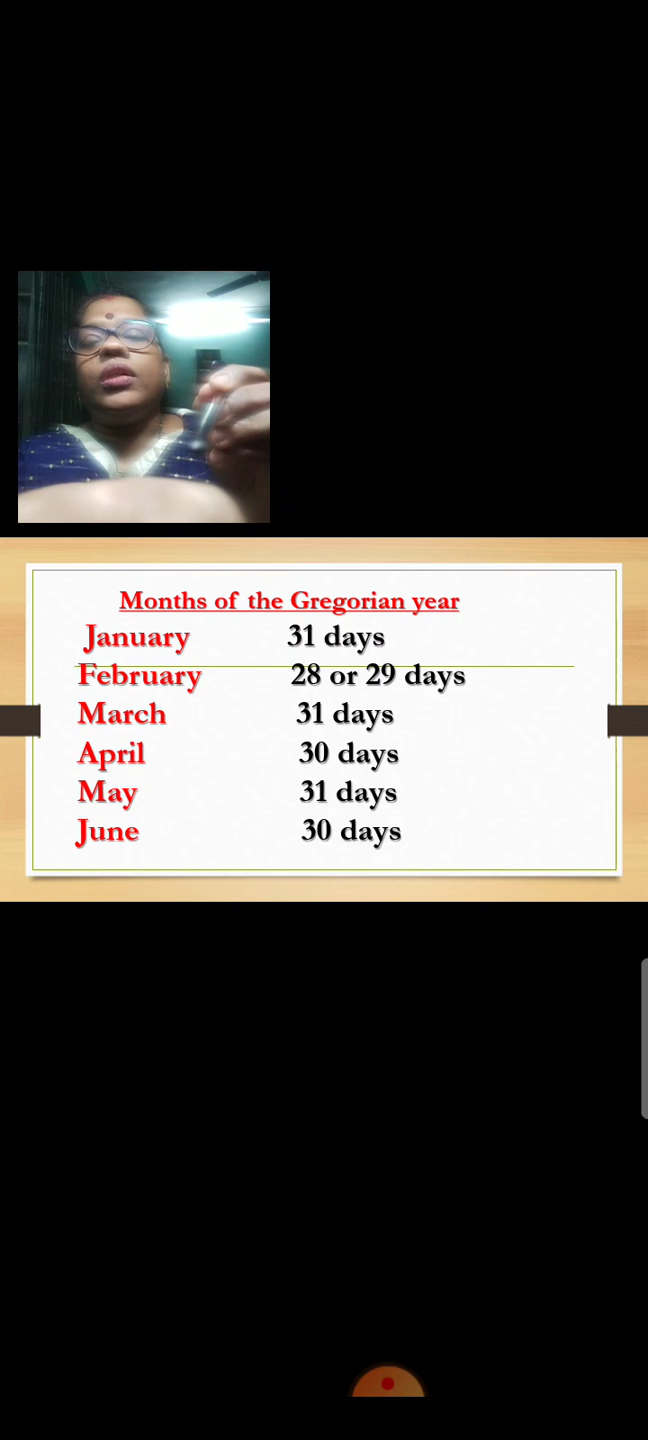 Months of the Gregorian year
January 31 days
February 28 or 29 days
March 31 days
April 30 days
May 31 days
June 30 days